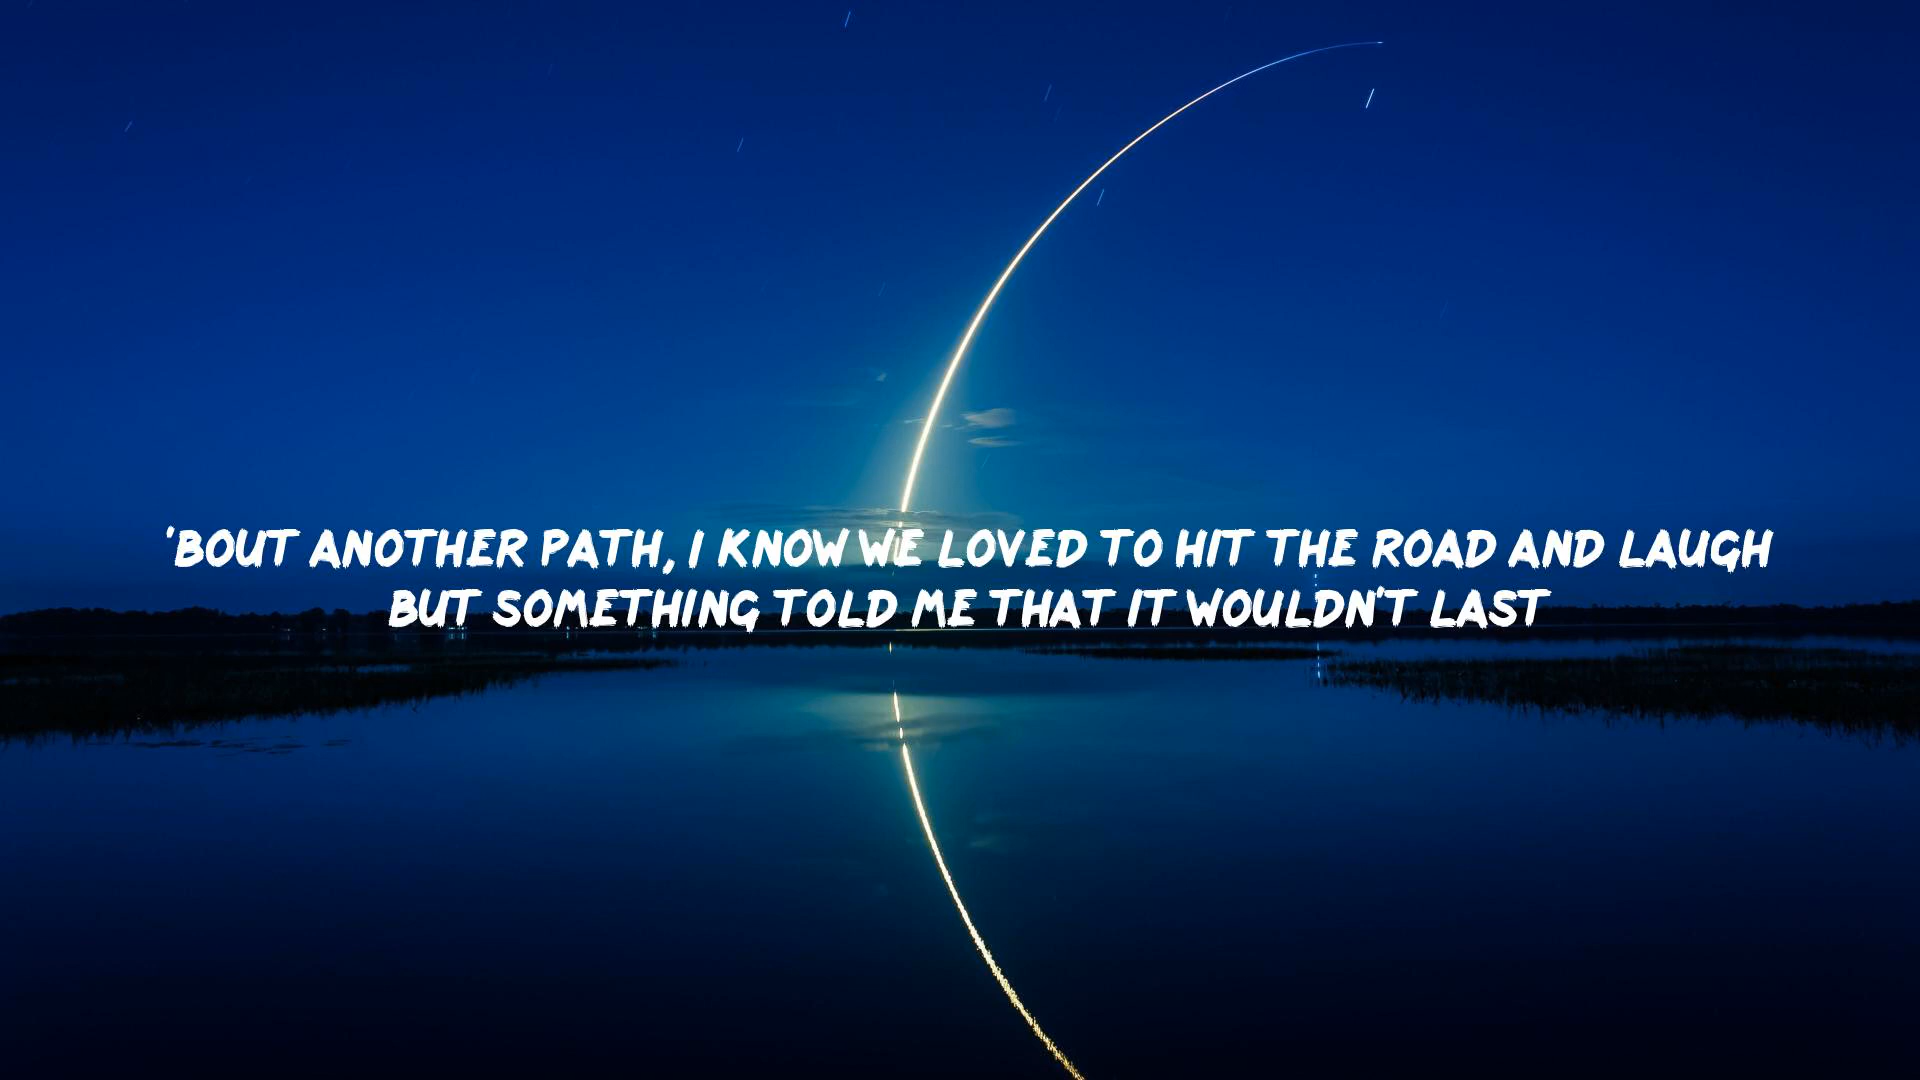 'BOUT ANOTHER PATH, I KNOW WE LOVED TO HIT THE ROAD AND LAUGH
BUT SOMETHING TOLD ME THAT IT WOULDN'T LAST